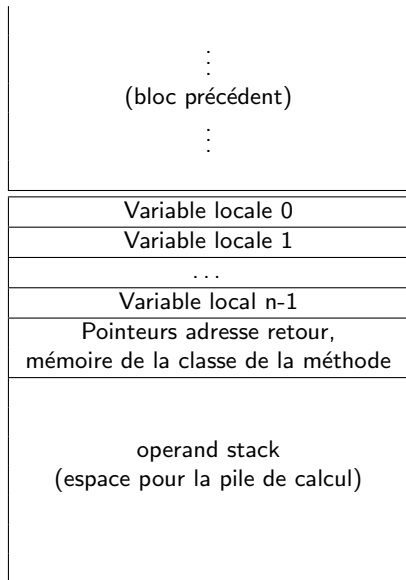 (bloc précédent)
Variable locale 0
Variable locale 1
...
Variable local n-1
Pointeurs adresse retour,
mémoire de la classe de la méthode
operand stack
(espace pour la pile de calcul)